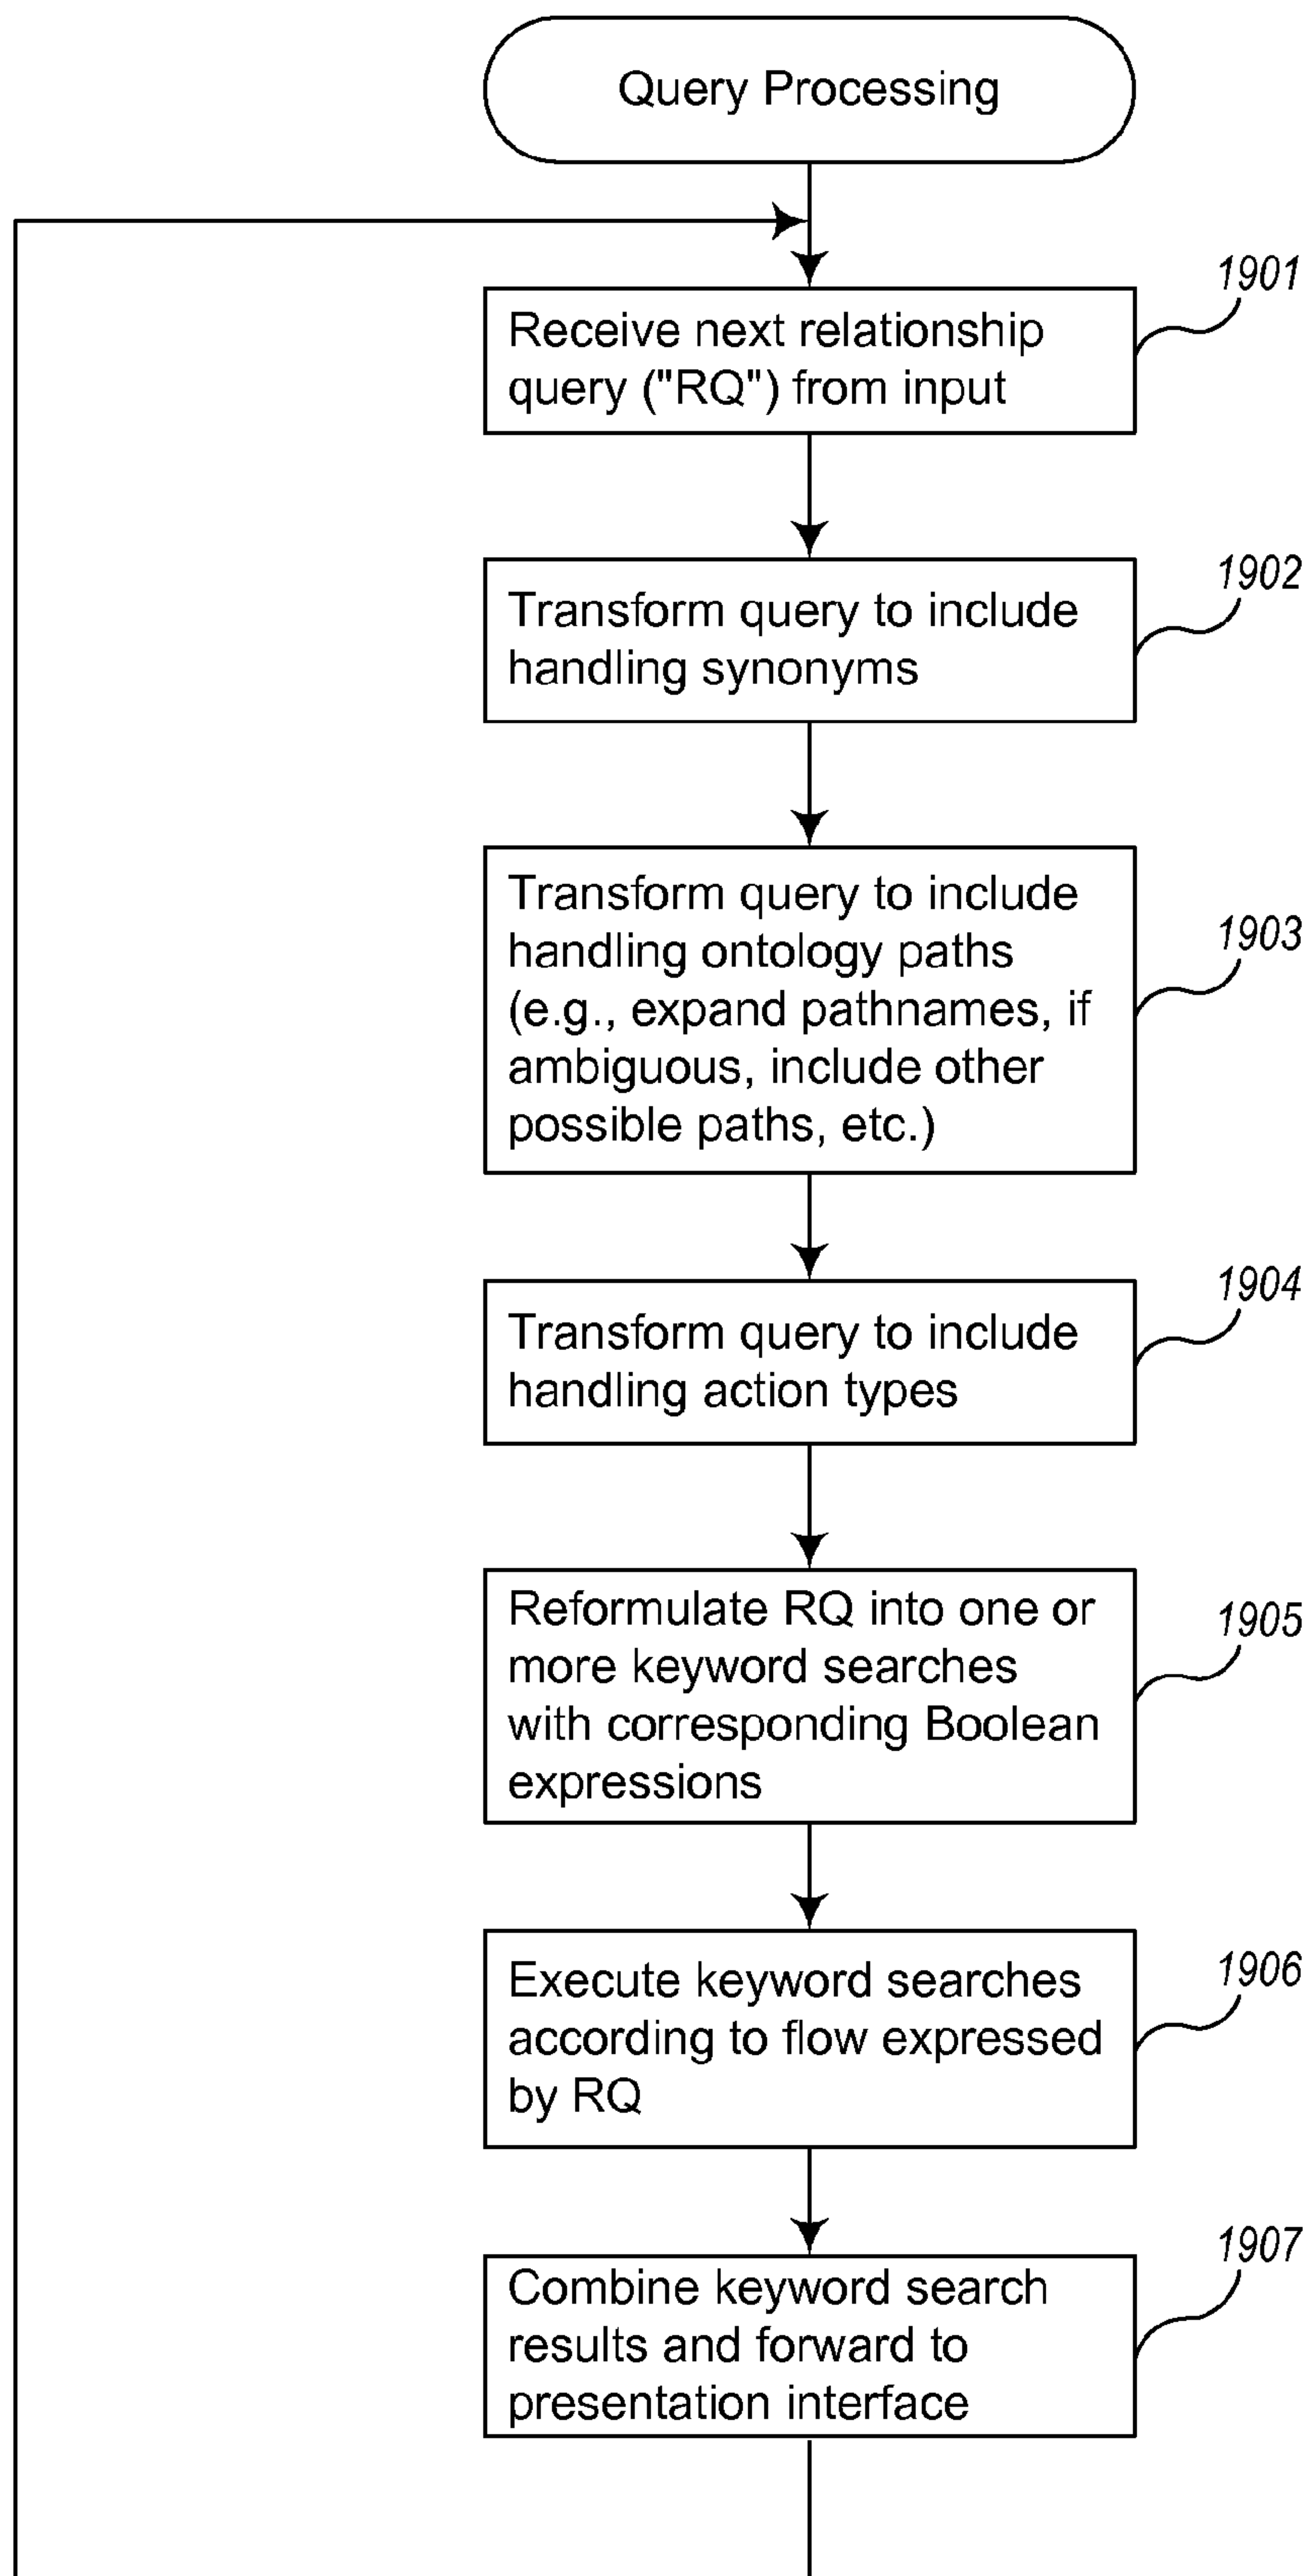 Query Processing
1901
Receive next relationship
query ("RQ") from input
1902
Transform query to include
handling synonyms
1903
Transform query to include
handling ontology paths
(e.g., expand pathnames, if
ambiguous, include other
possible paths, etc.)
1904
Transform query to include
handling action types
1905
Reformulate RQ into one or
more keyword searches
with corresponding Boolean
expressions
1906
Execute keyword searches
according to flow expressed
by RQ
1907
Combine keyword search
results and forward to
presentation interface